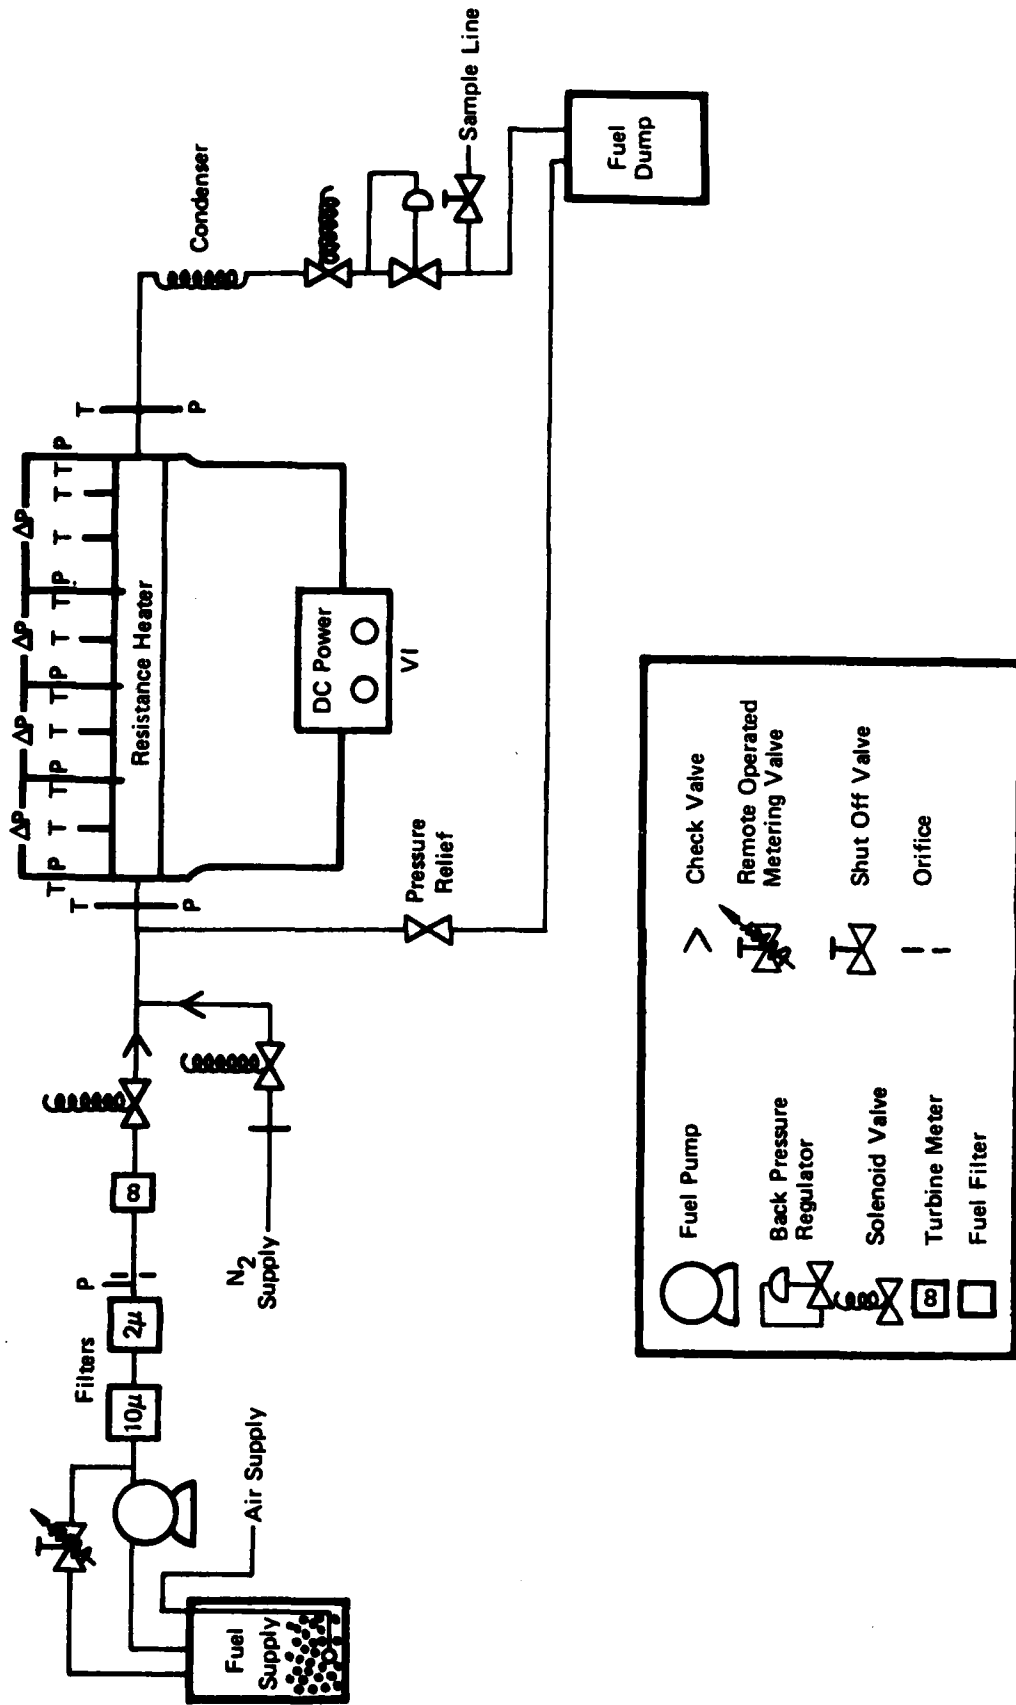 Fuel
Supply
Air Supply
Filters
10μ
2μ
P
8
N2
Supply
T
P
Pressure
Relief
T P
T
T P
T
T P
T
T P
T
T
T P
ΔP
ΔP
ΔP
ΔP
Resistance Heater
DC Power
VI
T
P
Condenser
Sample Line
Fuel
Dump
Fuel Pump
Back Pressure
Regulator
Solenoid Valve
8
Turbine Meter
Fuel Filter
Check Valve
Remote Operated
Metering Valve
Shut Off Valve
Orifice